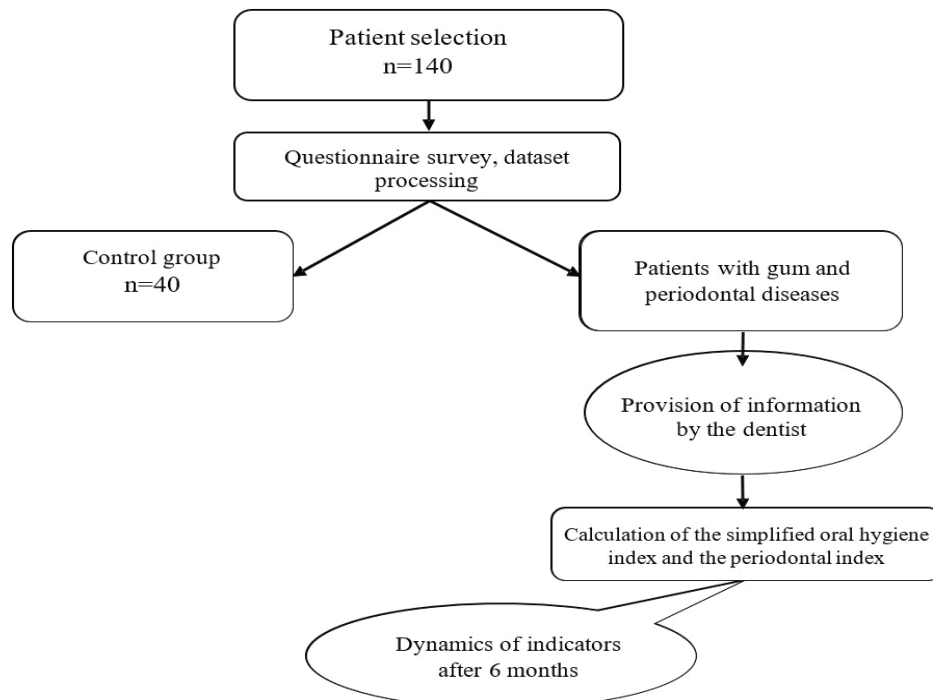 Patient selection
n=140
Questionnaire survey, dataset
processing
Control group
n=40
Patients with gum and
periodontal diseases
Provision of information
by the dentist
Calculation of the simplified oral hygiene
index and the periodontal index
Dynamics of indicators
after 6 months